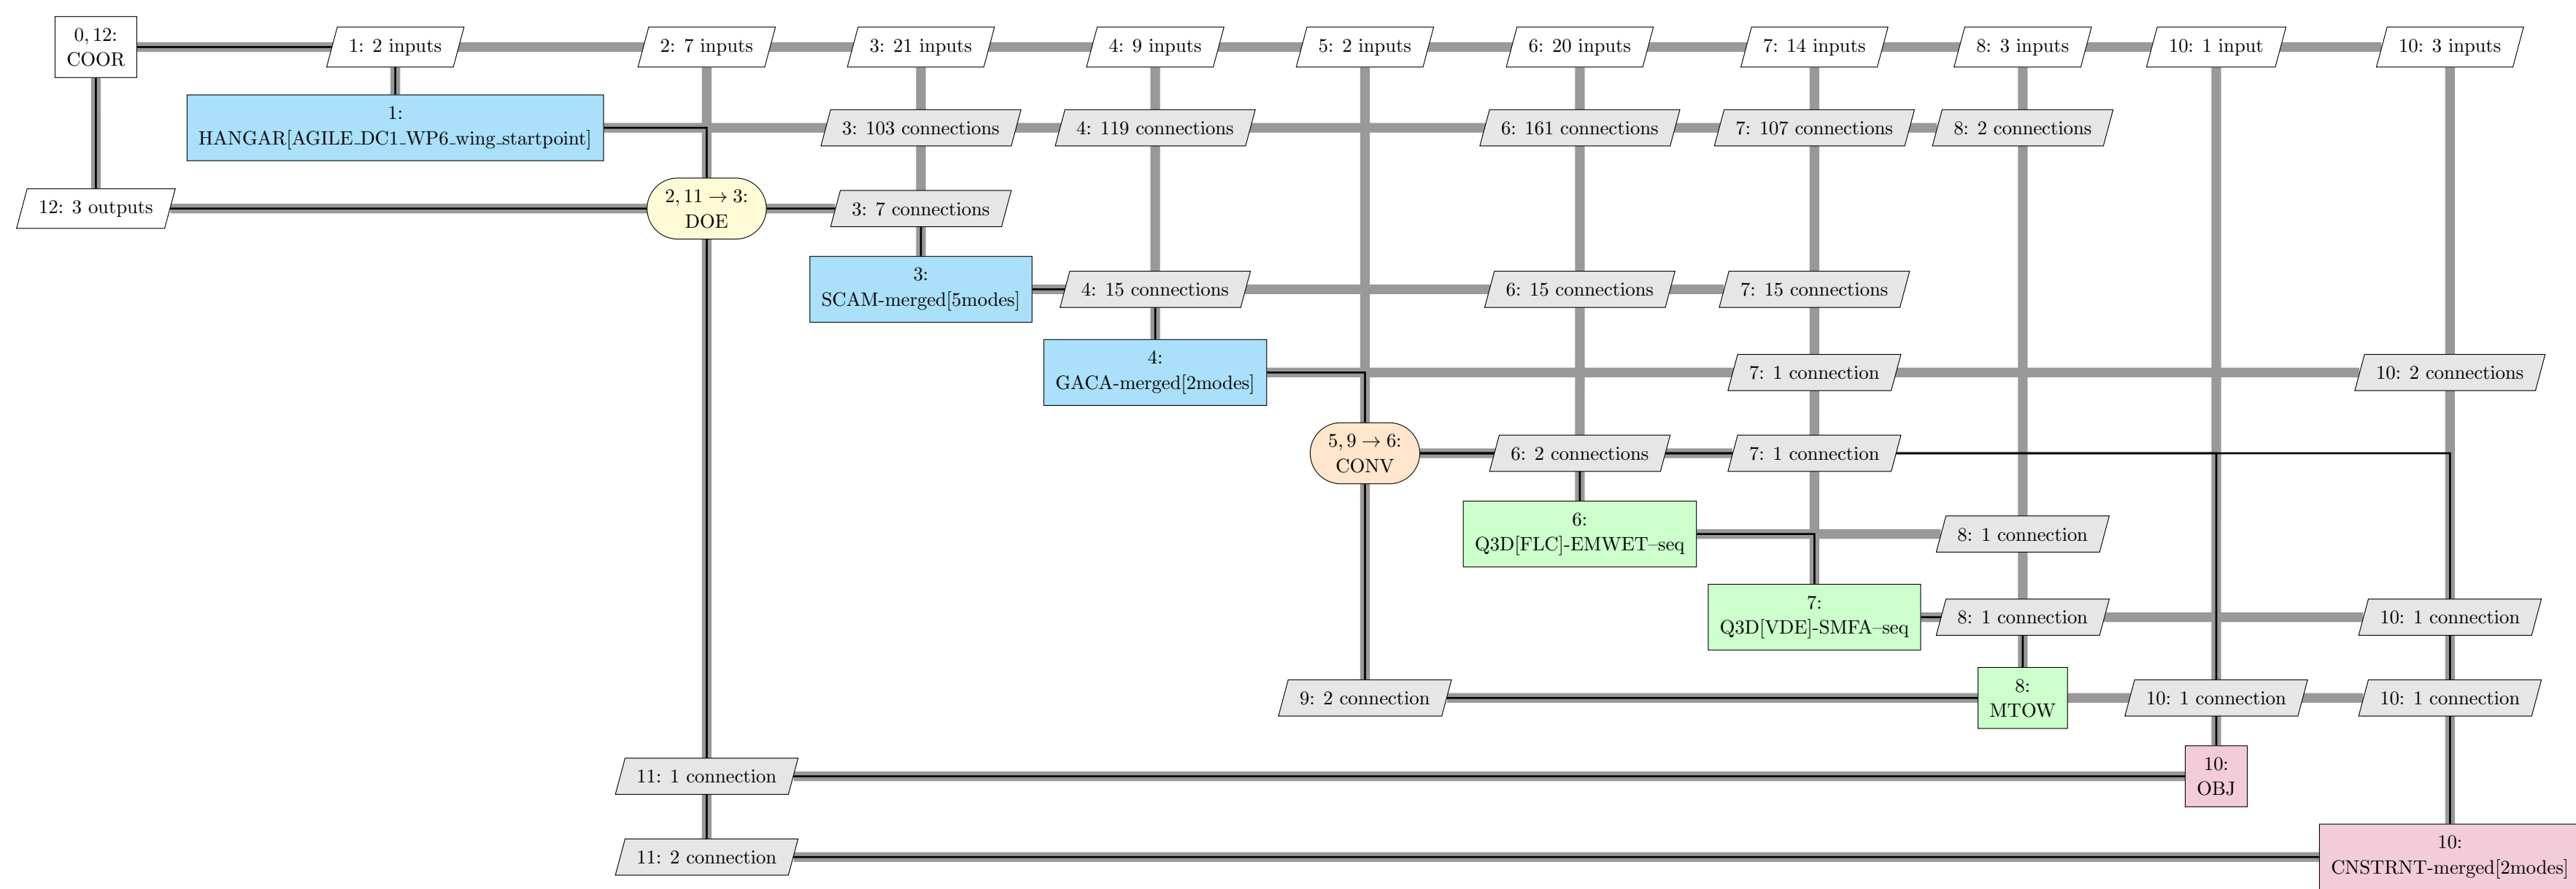 0, 12:
COOR
1: 2 inputs
2: 7 inputs
3: 21 inputs
4: 9 inputs
5: 2 inputs
6: 20 inputs
7: 14 inputs
8: 3 inputs
10: 1 input
10: 3 inputs
1:
HANGAR[AGILE_DC1_WP6_wing_startpoint]
3: 103 connections
4: 119 connections
6: 161 connections
7: 107 connections
8: 2 connections
12: 3 outputs
2, 11 → 3:
DOE
3: 7 connections
3:
SCAM-merged[5modes]
4: 15 connections
6: 15 connections
7: 15 connections
4:
GACA-merged[2modes]
7: 1 connection
10: 2 connections
5, 9 → 6:
CONV
6: 2 connections
7: 1 connection
6:
Q3D[FLC]-EMWET–seq
8: 1 connection
7:
Q3D[VDE]-SMFA–seq
8: 1 connection
10: 1 connection
9: 2 connection
8:
MTOW
10: 1 connection
10: 1 connection
11: 1 connection
10:
OBJ
11: 2 connection
10:
CNSTRNT-merged[2modes]